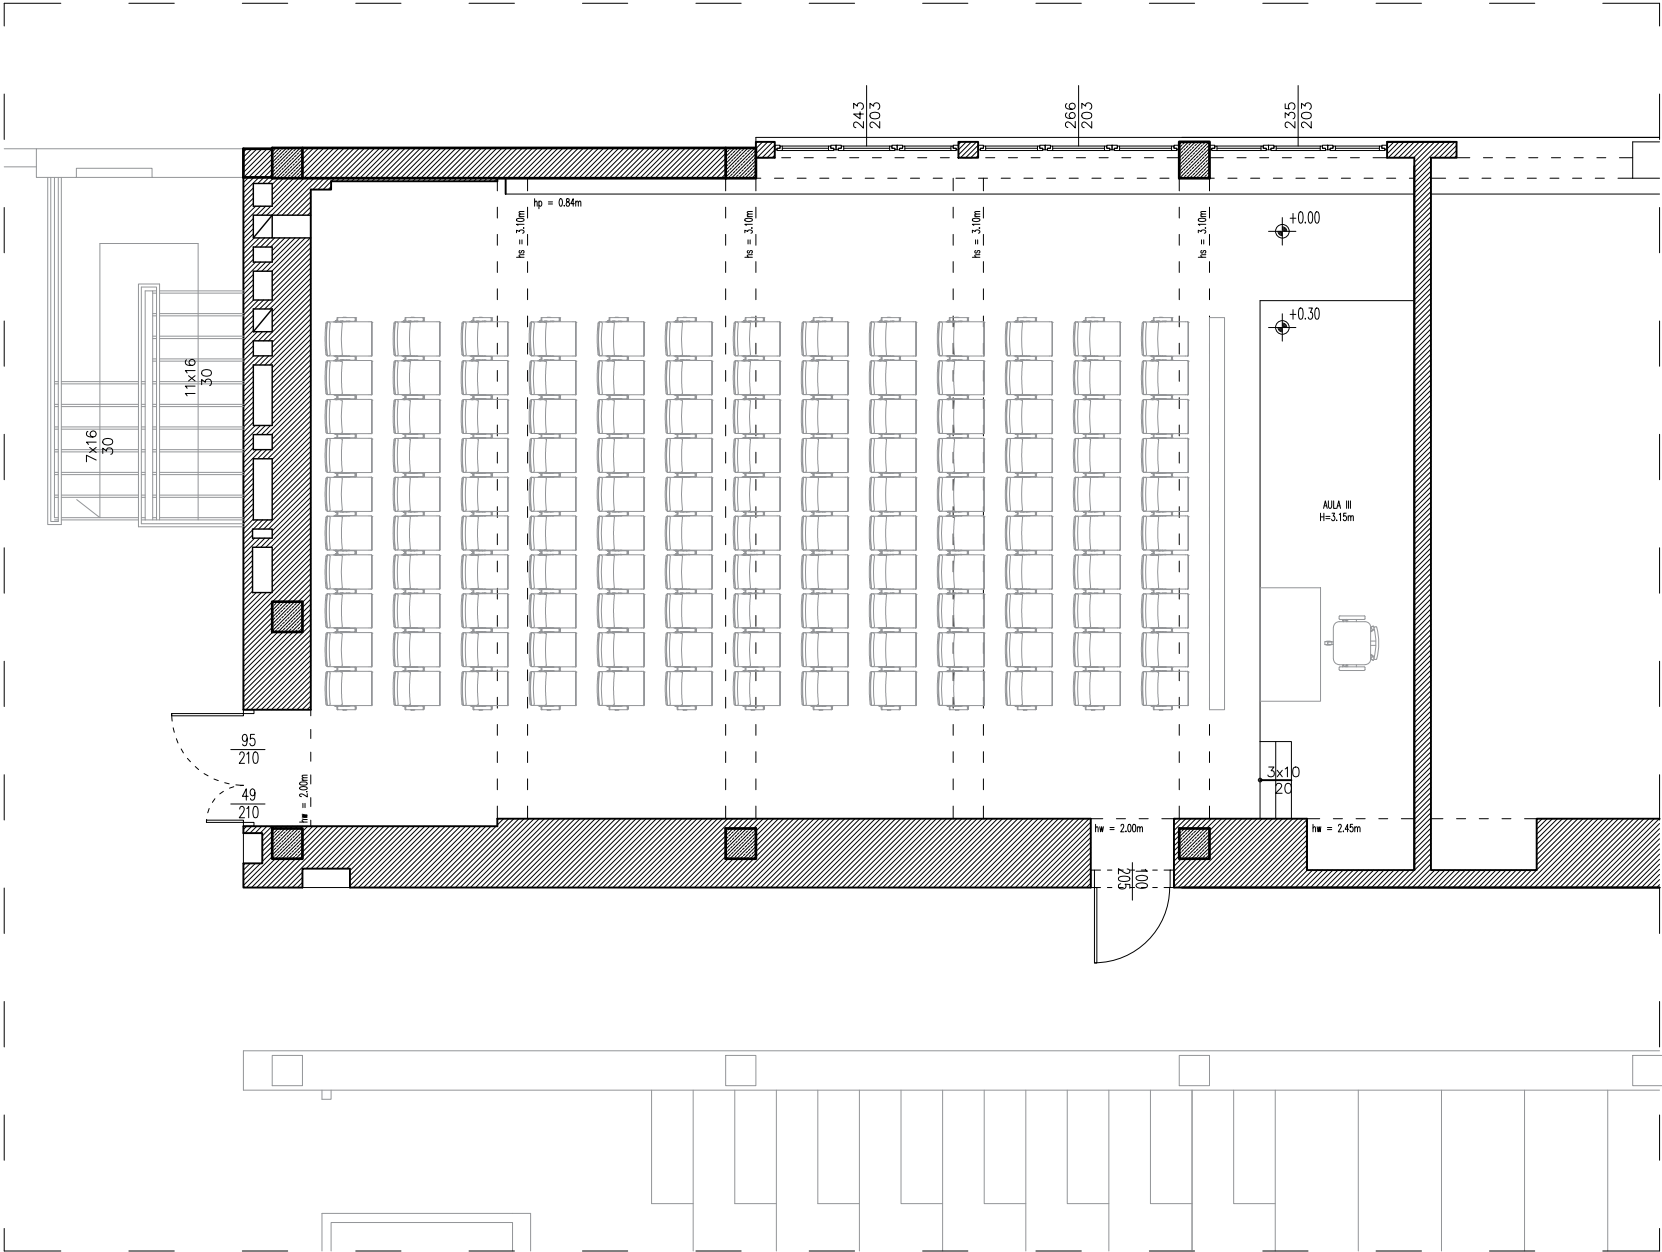 243
203
266
203
235
203
hp = 0.84m
hs = 3.10m
hs = 3.10m
hs = 3.10m
hs = 3.10m
+0.00
+0.30
11x16
30
7x16
30
AULA III
H=3.15m
95
210
49
210
hw = 2.00m
3x10
20
hw = 2.00m
hw = 2.45m
100
205